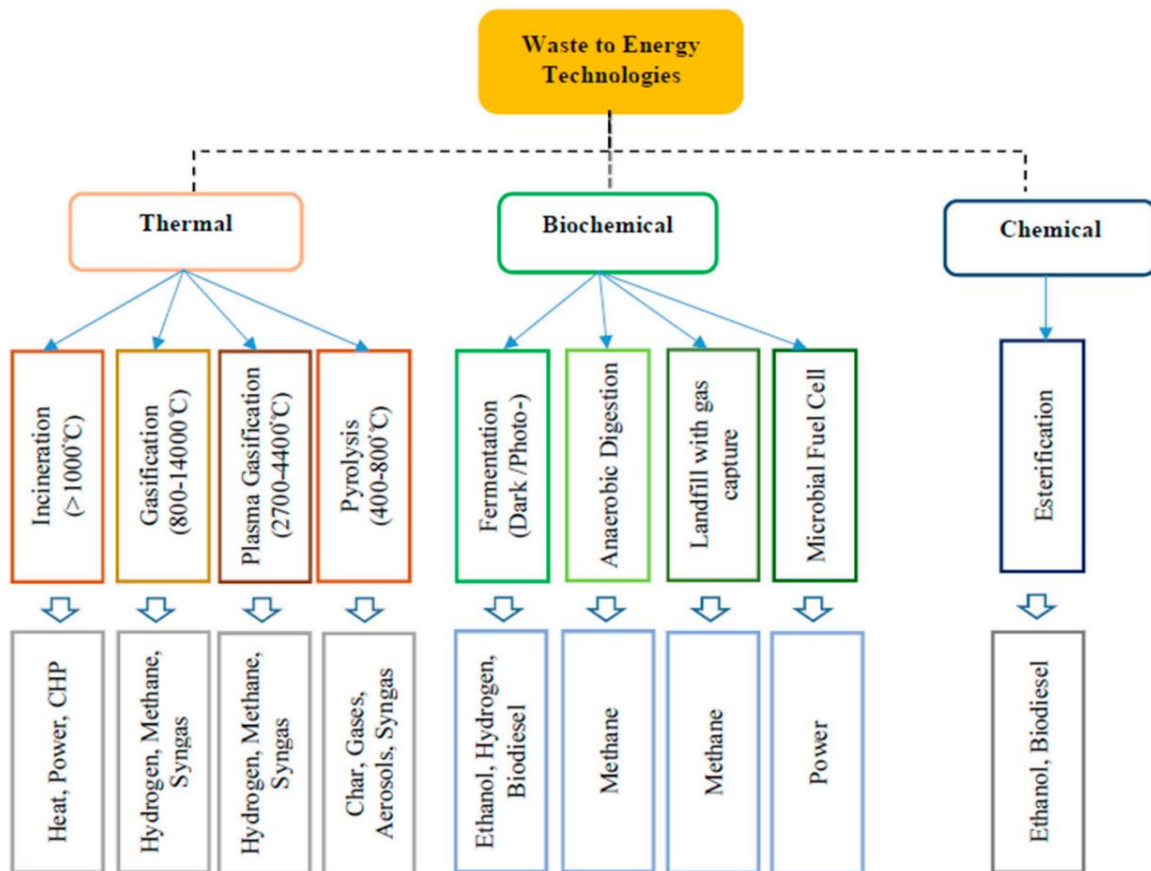 Waste to Energy
Technologies
Thermal
Biochemical
Chemical
Incineration
(>1000℃)
Gasification
(800-14000℃)
Plasma Gasification
(2700-4400℃)
Pyrolysis
(400-800℃)
Fermentation
(Dark /Photo-)
Anaerobic Digestion
Landfill with gas
capture
Microbial Fuel Cell
Esterification
Heat, Power, CHP
Hydrogen, Methane,
Syngas
Hydrogen, Methane,
Syngas
Char, Gases,
Aerosols, Syngas
Ethanol, Hydrogen,
Biodiesel
Methane
Methane
Power
Ethanol, Biodiesel